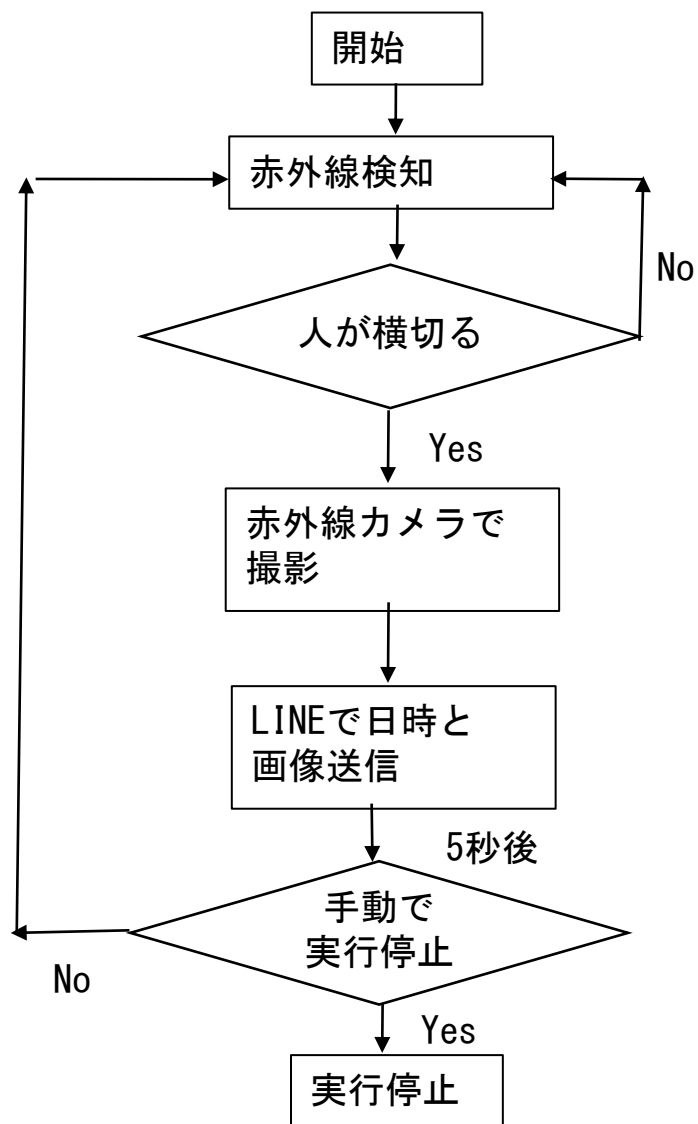 開始
赤外線検知
No
人が横切る
Yes
赤外線カメラで
撮影
LINEで日時と
画像送信
5秒後
手動で
実行停止
No
Yes
実行停止